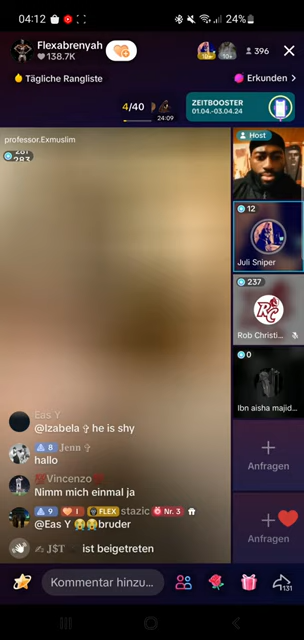 04:12
24%
Flexabrenyah
138.7K
396
Tägliche Rangliste
Erkunden >
4/40
24:09
ZEITBOOSTER
01.04.-03.04.24
professor.Exmuslim
283
Host
12
Juli Sniper
237
Rob Christi...
0
Ibn aisha majid...
Anfragen
Anfragen
Eas Y
@Izabela ✞ he is shy
8 Jenn ✞
hallo
Vincenzo
Nimm mich einmal ja
9 I FLEX stazic Nr. 3
@Eas Y 😭😭bruder
J$T ist beigetreten
Kommentar hinzu...
131